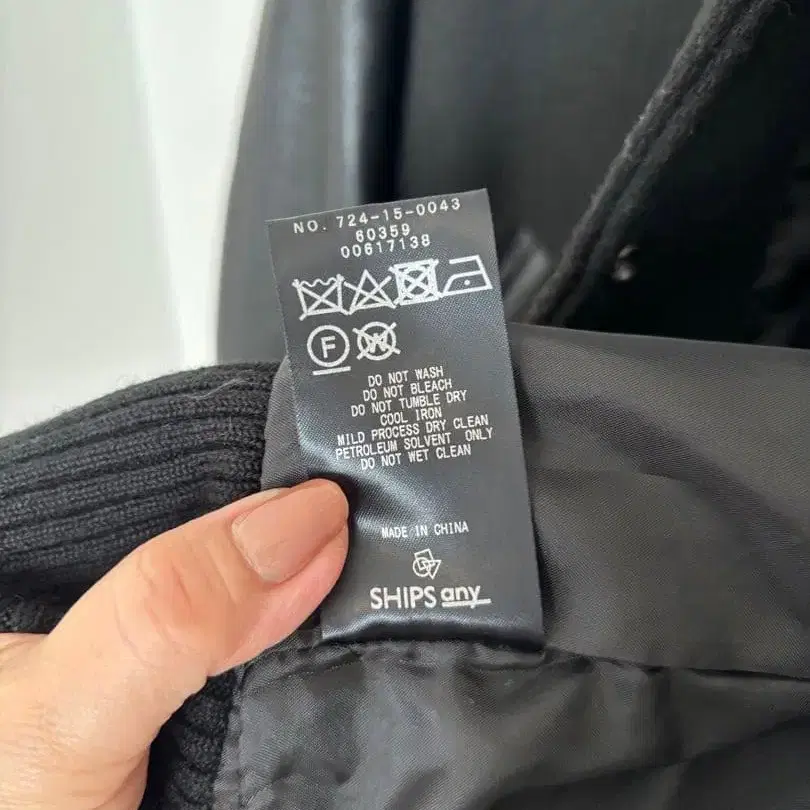 NO. 724-15-0043
60359
00617138
F
W
DO NOT WASH
DO NOT BLEACH
DO NOT TUMBLE DRY
COOL IRON
MILD PROCESS DRY CLEAN
PETROLEUM SOLVENT ONLY
DO NOT WET CLEAN
MADE IN CHINA
SHIPS any